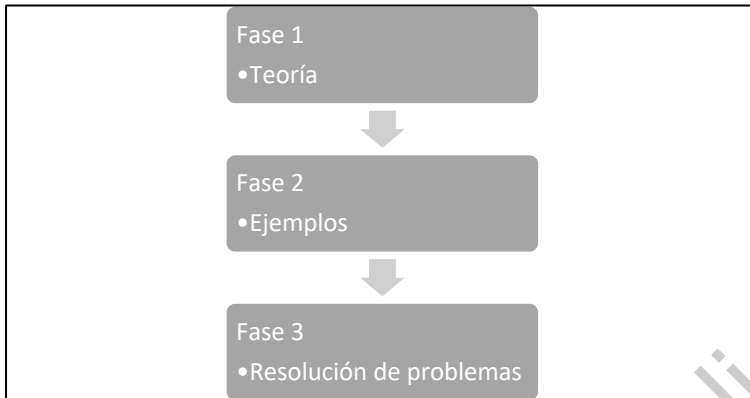 Fase 1
•Teoría
Fase 2
•Ejemplos
Fase 3
•Resolución de problemas